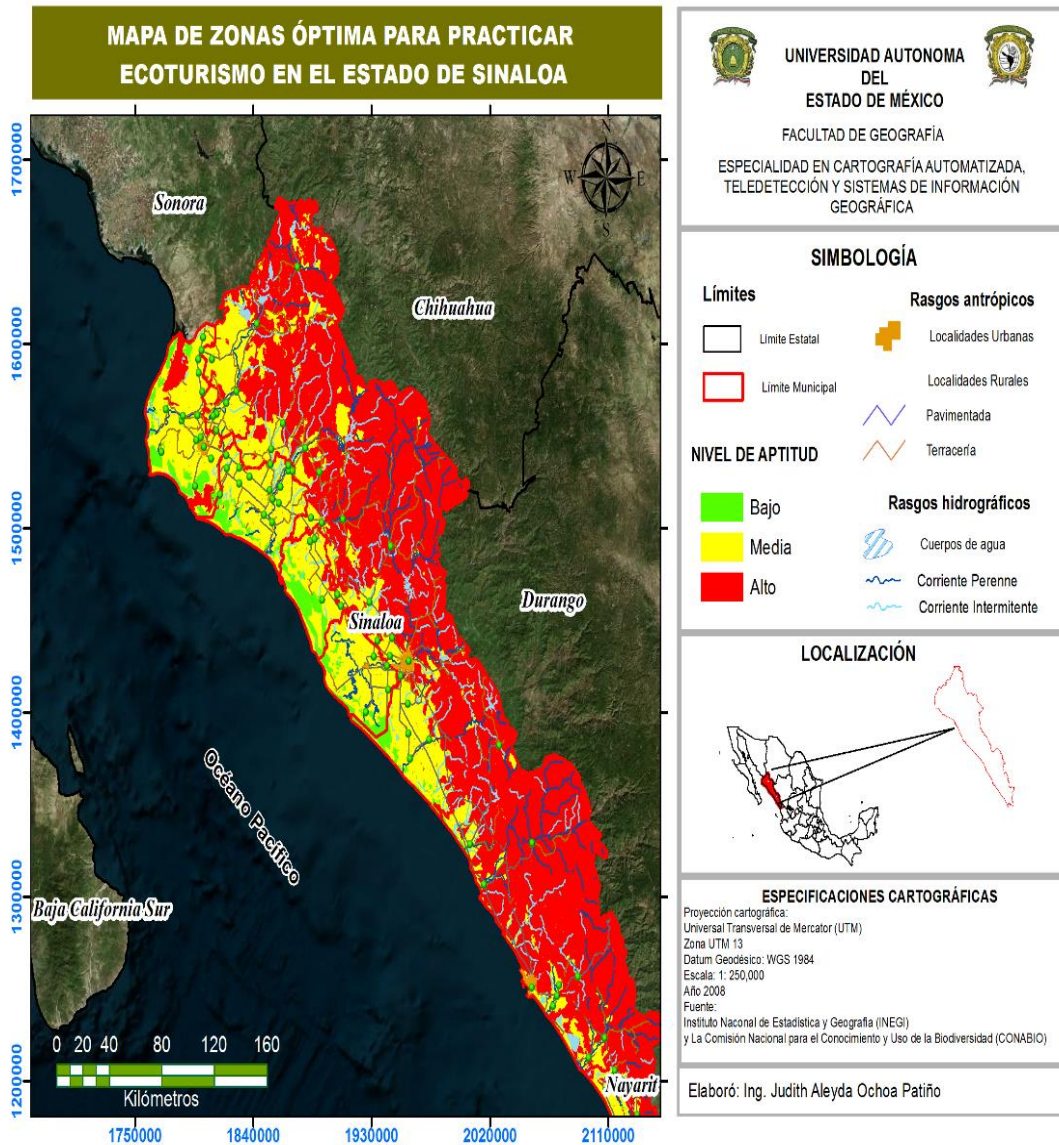 MAPA DE ZONAS ÓPTIMA PARA PRACTICAR
ECOTURISMO EN EL ESTADO DE SINALOA
1700000
1600000
1500000
1400000
1300000
1200000
1750000
1840000
1930000
2020000
2110000
N
W
E
S
Sonora
Chihuahua
Durango
Sinaloa
Océano Pacífico
Baja California Sur
Nayarit
0 20 40 80 120 160
Kilómetros
UNIVERSIDAD AUTONOMA
DEL
ESTADO DE MÉXICO
FACULTAD DE GEOGRAFÍA
ESPECIALIDAD EN CARTOGRAFÍA AUTOMATIZADA,
TELEDETECCIÓN Y SISTEMAS DE INFORMACIÓN
GEOGRÁFICA
SIMBOLOGÍA
Límites
Límite Estatal
Límite Municipal
NIVEL DE APTITUD
Bajo
Media
Alto
Rasgos antrópicos
Localidades Urbanas
Localidades Rurales
Pavimentada
Terracería
Rasgos hidrográficos
Cuerpos de agua
Corriente Perenne
Corriente Intermitente
LOCALIZACIÓN
ESPECIFICACIONES CARTOGRÁFICAS
Proyección cartográfica:
Universal Transversal de Mercator (UTM)
Zona UTM 13
Datum Geodésico: WGS 1984
Escala: 1: 250,000
Año 2008
Fuente:
Instituto Naconal de Estadística y Geografía (INEGI)
y La Comisión Nacional para el Conocimiento y Uso de la Biodiversidad (CONABIO)
Elaboró: Ing. Judith Aleyda Ochoa Patiño